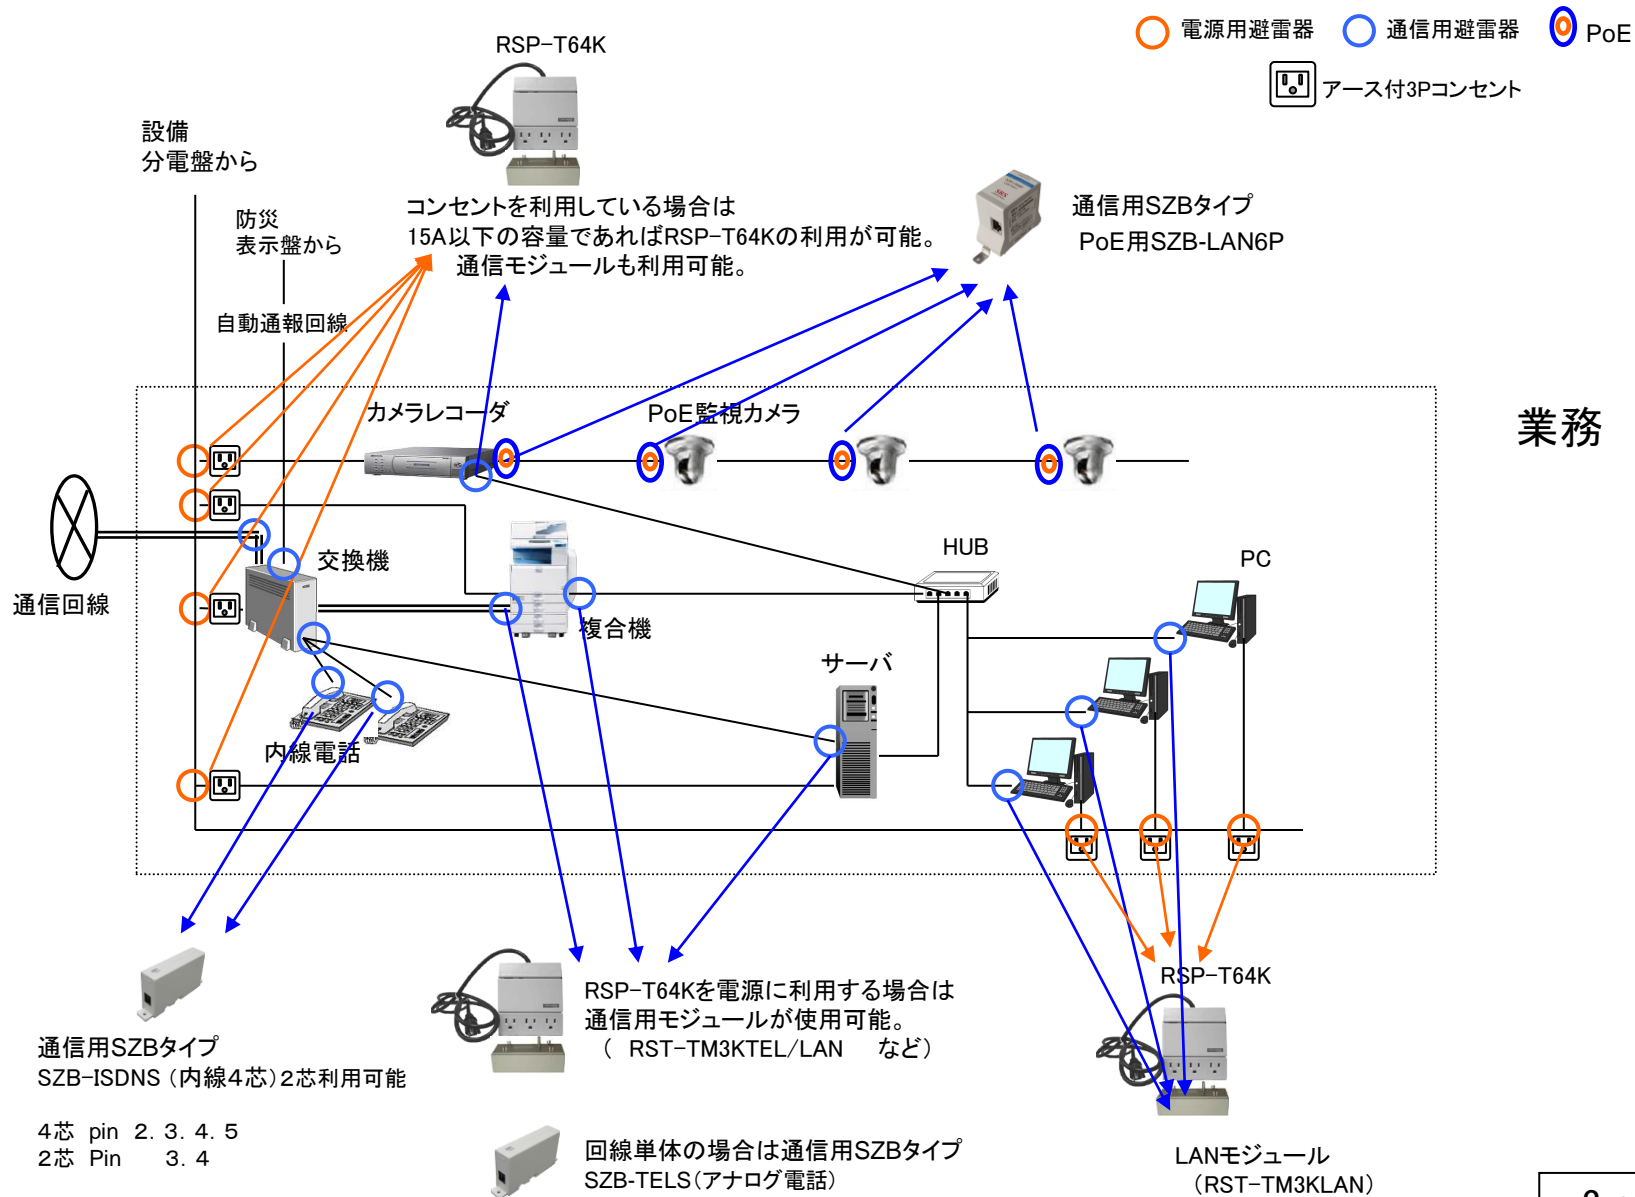 電源用避雷器
通信用避雷器
PoE
アース付3Pコンセント
RSP-T64K
設備
分電盤から
防災
表示盤から
自動通報回線
コンセントを利用している場合は
15A以下の容量であればRSP-T64Kの利用が可能。
通信モジュールも利用可能。
通信用SZBタイプ
PoE用SZB-LAN6P
カメラレコーダ
PoE監視カメラ
業務
通信回線
交換機
複合機
HUB
PC
サーバ
内線電話
通信用SZBタイプ
SZB-ISDNS（内線４芯）２芯利用可能
４芯 pin ２．３．４．５
２芯 Pin ３．４
RSP-T64Kを電源に利用する場合は
通信用モジュールが使用可能。
（ RST-TM3KTEL/LAN など）
回線単体の場合は通信用SZBタイプ
SZB-TELS（アナログ電話）
RSP-T64K
LANモジュール
（RST-TM3KLAN）